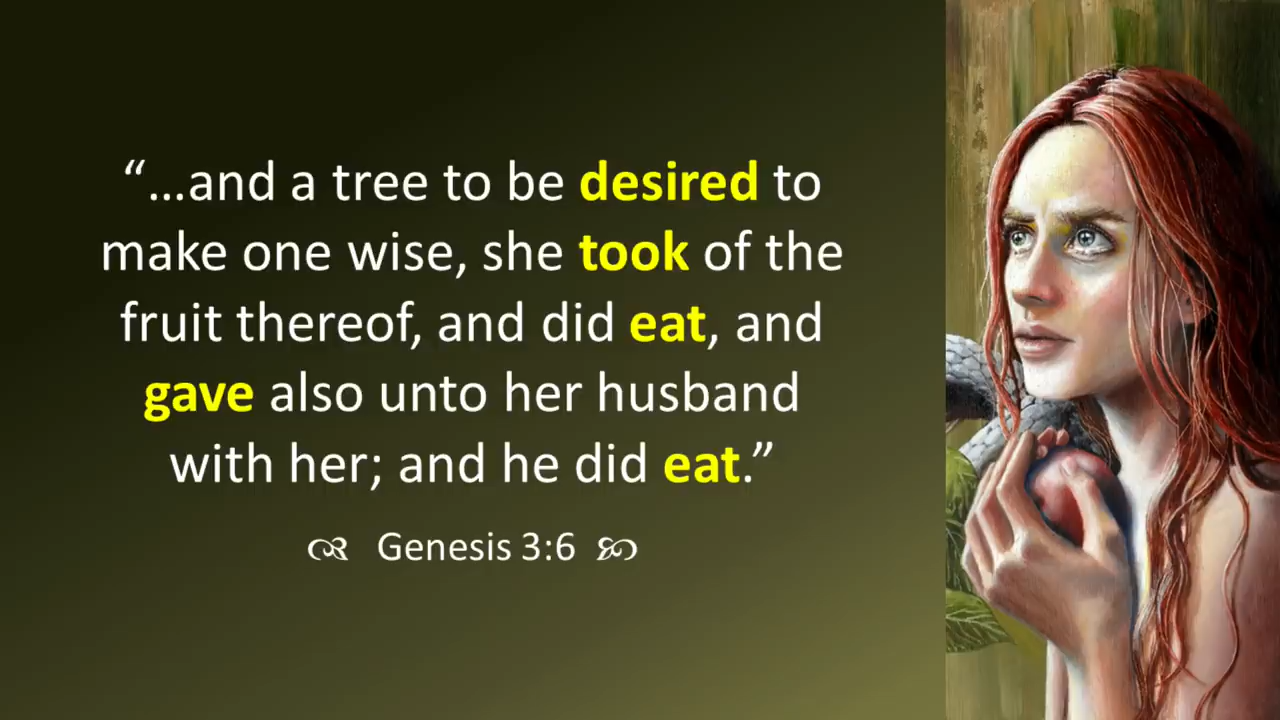 “…and a tree to be desired to
make one wise, she took of the
fruit thereof, and did eat, and
gave also unto her husband
with her; and he did eat.”
Genesis 3:6